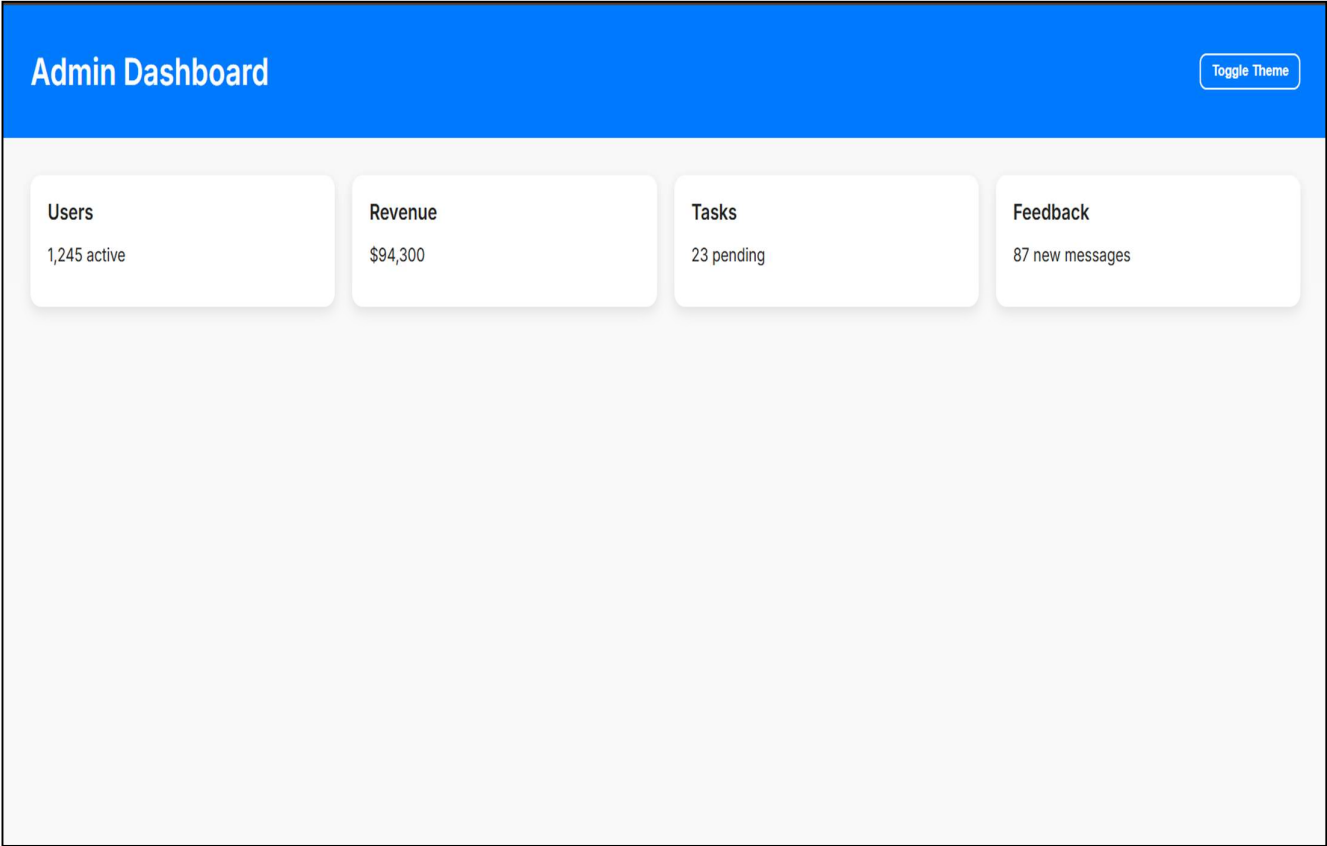 Admin Dashboard
Toggle Theme
Users
1,245 active
Revenue
$94,300
Tasks
23 pending
Feedback
87 new messages